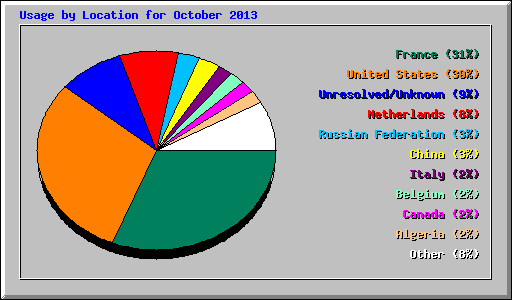 Usage by Location for October 2013
France (31%)
United States (30%)
Unresolved/Unknown (9%)
Netherlands (8%)
Russian Federation (3%)
China (3%)
Italy (2%)
Belgium (2%)
Canada (2%)
Algeria (2%)
Other (8%)